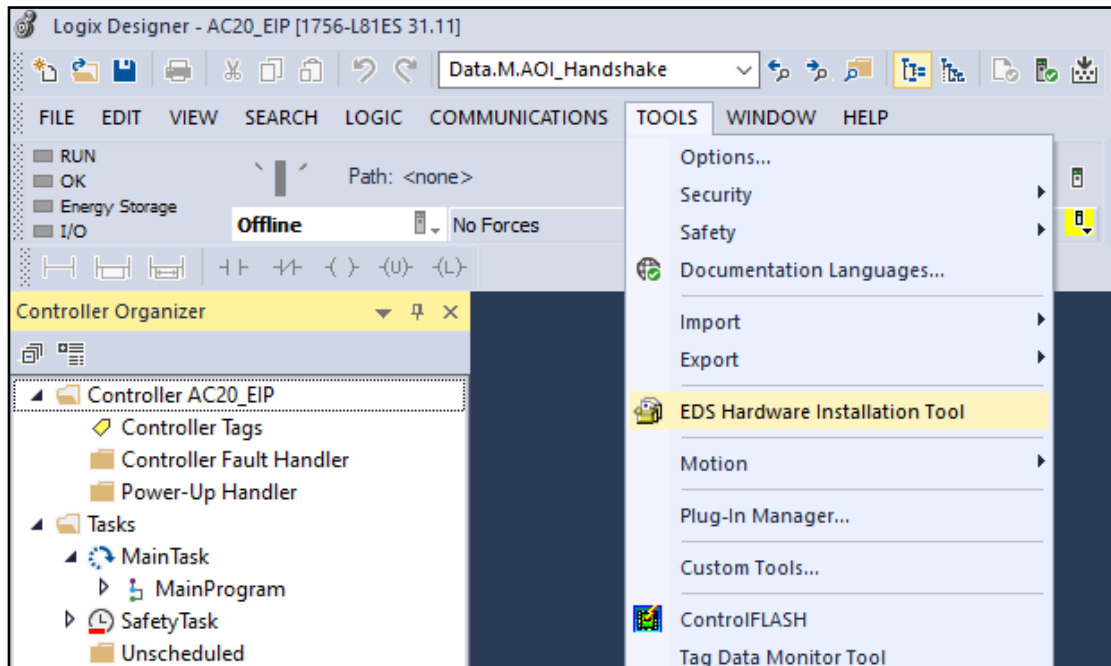 Logix Designer - AC20_EIP [1756-L81ES 31.11]
Data.M.AOI_Handshake
FILE EDIT VIEW SEARCH LOGIC COMMUNICATIONS TOOLS WINDOW HELP
RUN
OK
Energy Storage
I/O
Path: <none>
Offline
No Forces
(U) (L)
Controller Organizer
Controller AC20_EIP
Controller Tags
Controller Fault Handler
Power-Up Handler
Tasks
MainTask
MainProgram
SafetyTask
Unscheduled
Options...
Security
Safety
Documentation Languages...
Import
Export
EDS Hardware Installation Tool
Motion
Plug-In Manager...
Custom Tools...
ControlFLASH
Tag Data Monitor Tool